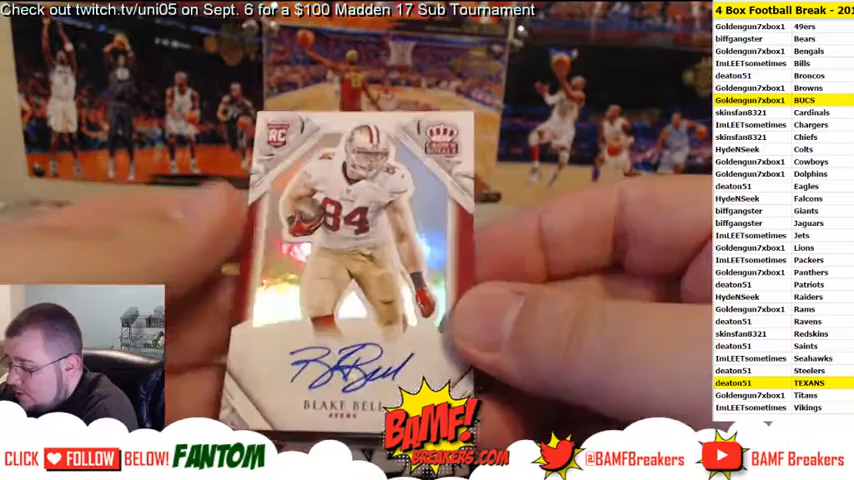 Check out twitch.tv/uni05 on Sept. 6 for a $100 Madden 17 Sub Tournament
4 Box Football Break - 201
Goldengun7xbox1 49ers
biffgangster Bears
Goldengun7xbox1 Bengals
ImLEETsometimes Bills
deaton51 Broncos
Goldengun7xbox1 Browns
Goldengun7xbox1 BUCS
skinsfan8321 Cardinals
ImLEETsometimes Chargers
skinsfan8321 Chiefs
HydeNSeek Colts
Goldengun7xbox1 Cowboys
Goldengun7xbox1 Dolphins
deaton51 Eagles
HydeNSeek Falcons
biffgangster Giants
biffgangster Jaguars
ImLEETsometimes Jets
Goldengun7xbox1 Lions
ImLEETsometimes Packers
Goldengun7xbox1 Panthers
deaton51 Patriots
HydeNSeek Raiders
Goldengun7xbox1 Rams
deaton51 Ravens
skinsfan8321 Redskins
deaton51 Saints
ImLEETsometimes Seahawks
deaton51 Steelers
deaton51 TEXANS
Goldengun7xbox1 Titans
ImLEETsometimes Vikings
RC
CROWN ROYALE
84
BLAKE BELL
49ERS
BAMF!
BREAKERS.COM
CLICK FOLLOW BELOW! FANTOM
@BAMFBreakers
BAMF Breakers